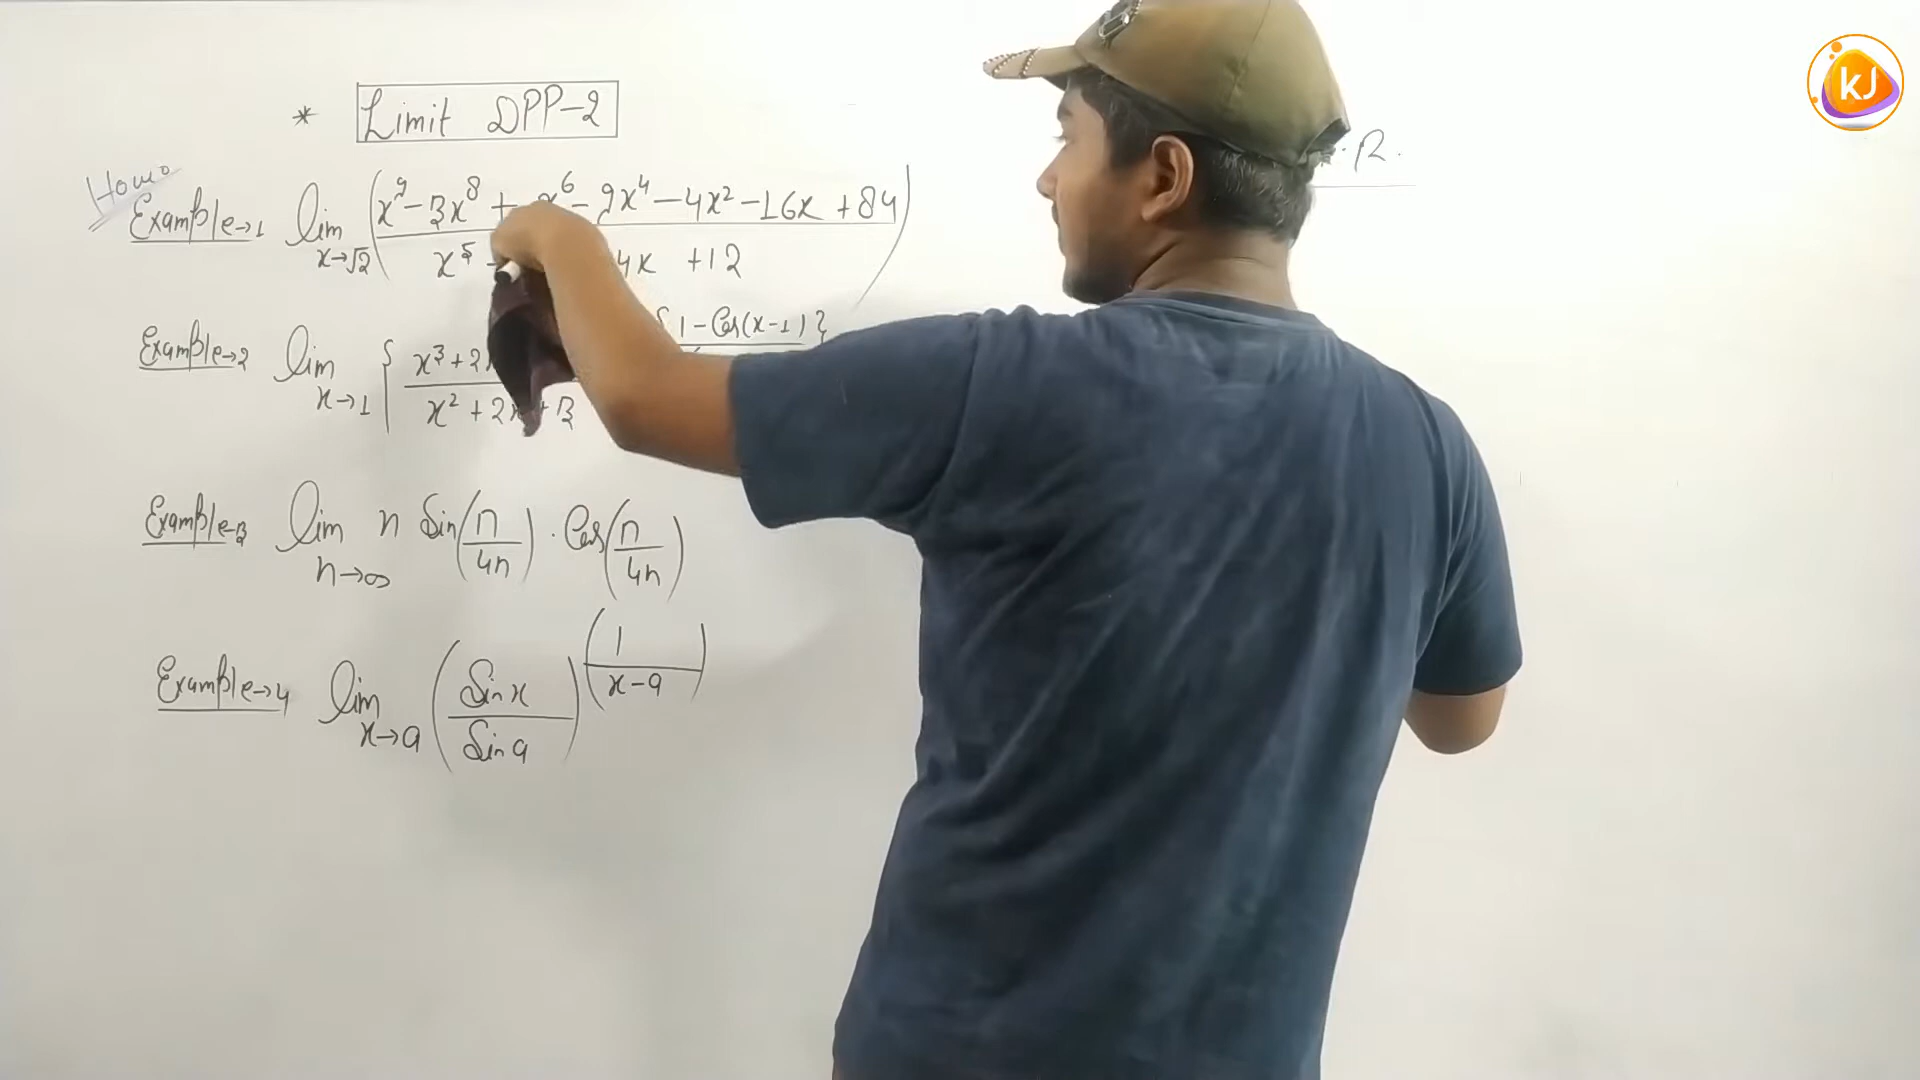 * Limit DPP-2
Home
Example→1 lim x→√2 (x⁹ - 3x⁸ + x⁶ - 9x⁴ - 4x² - 16x + 84 / x⁵ - 4x + 12)
Example→2 lim x→1 { x³ + 2 / x² + 2x + 3 { 1 - Cos(x-1) }
Example→3 lim n→∞ n Sin(n/4n) · Cos(n/4n)
Example→4 lim x→a (Sin x / Sin a)^(1/x-a)
R.
KJ